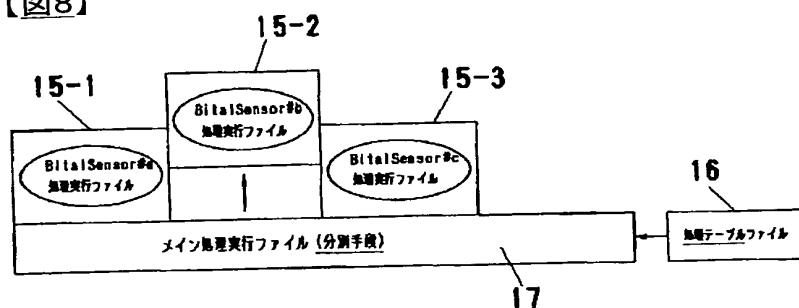 【図8】
15-2
15-1
15-3
BitalSensor#b
処理実行ファイル
BitalSensor#a
処理実行ファイル
BitalSensor#c
処理実行ファイル
16
メイン処理実行ファイル (分別手段)
処理テーブルファイル
17